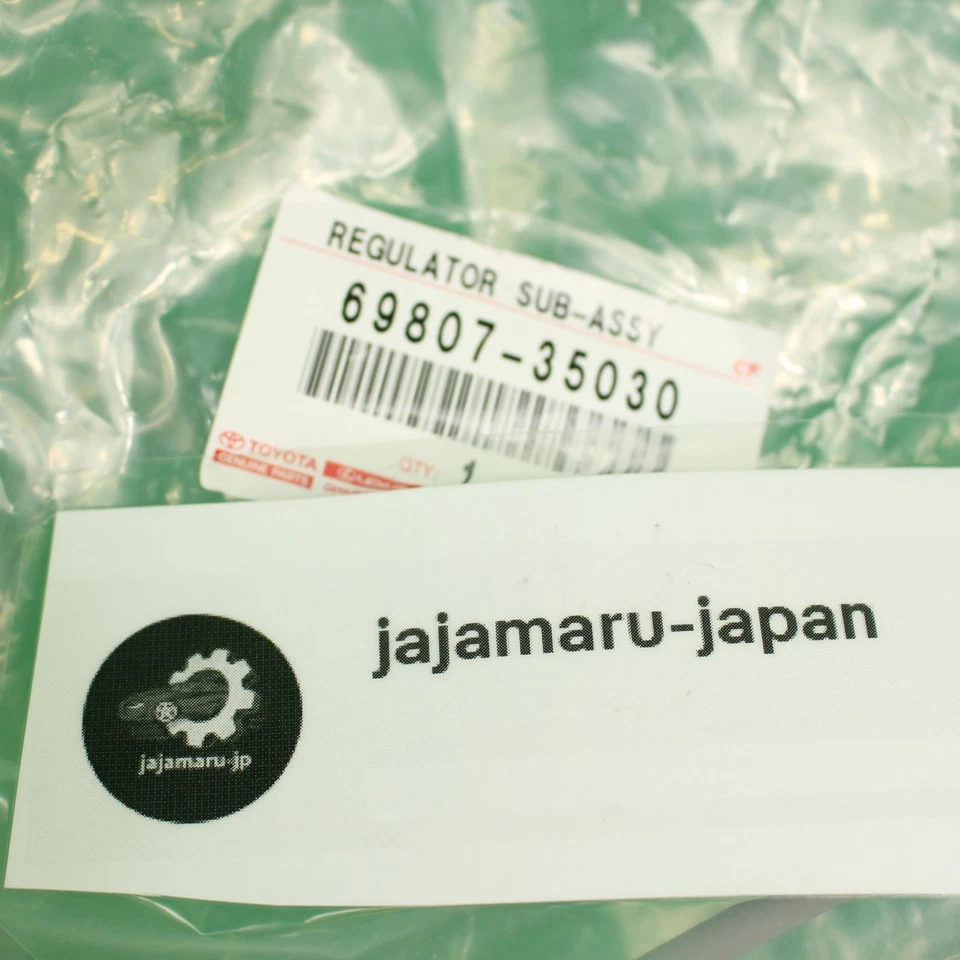 REGULATOR SUB-ASSY
69807-35030
TOYOTA
GENUINE PARTS
QTY: 1
jajamaru-japan
jajamaru-jp